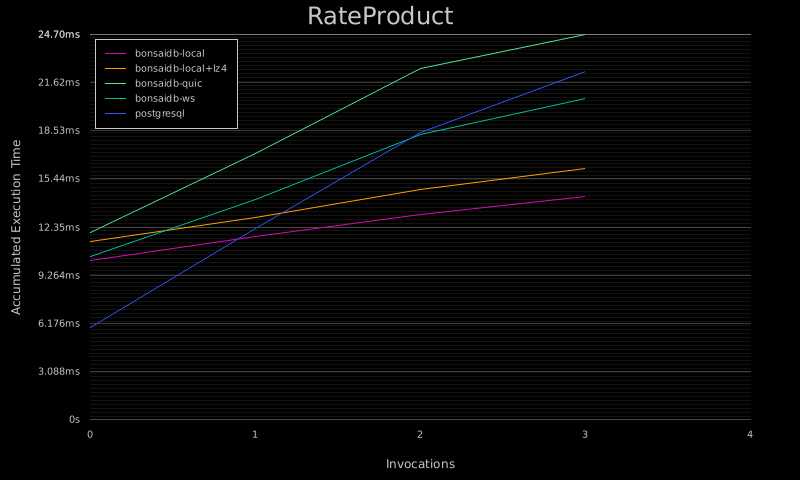 RateProduct
24.70ms
21.62ms
18.53ms
15.44ms
12.35ms
9.264ms
6.176ms
3.088ms
0s
bonsaidb-local
bonsaidb-local+lz4
bonsaidb-quic
bonsaidb-ws
postgresql
Accumulated Execution Time
0 1 2 3 4
Invocations